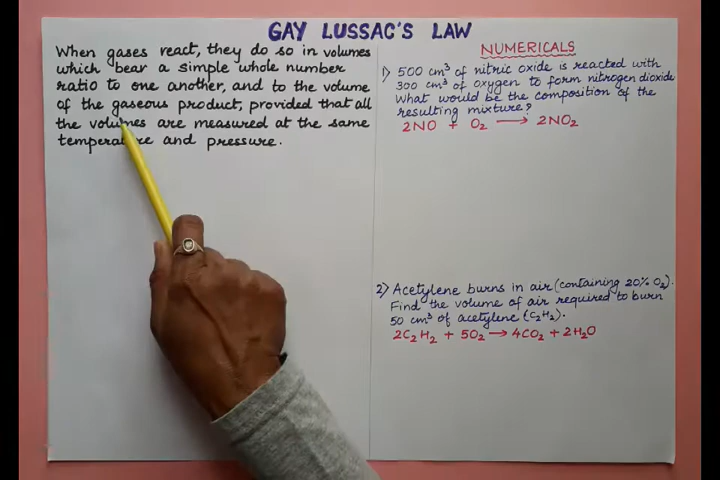 GAY LUSSAC'S LAW
When gases react, they do so in volumes
which bear a simple whole number
ratio to one another, and to the volume
of the gaseous product, provided that all
the volumes are measured at the same
temperature and pressure.
NUMERICALS
1) 500 cm³ of nitric oxide is reacted with
300 cm³ of oxygen to form nitrogen dioxide
What would be the composition of the
resulting mixture?
2NO + O₂ → 2NO₂
2) Acetylene burns in air (containing 20% O₂).
Find the volume of air required to burn
50 cm³ of acetylene (C₂H₂).
2C₂H₂ + 5O₂ → 4CO₂ + 2H₂O